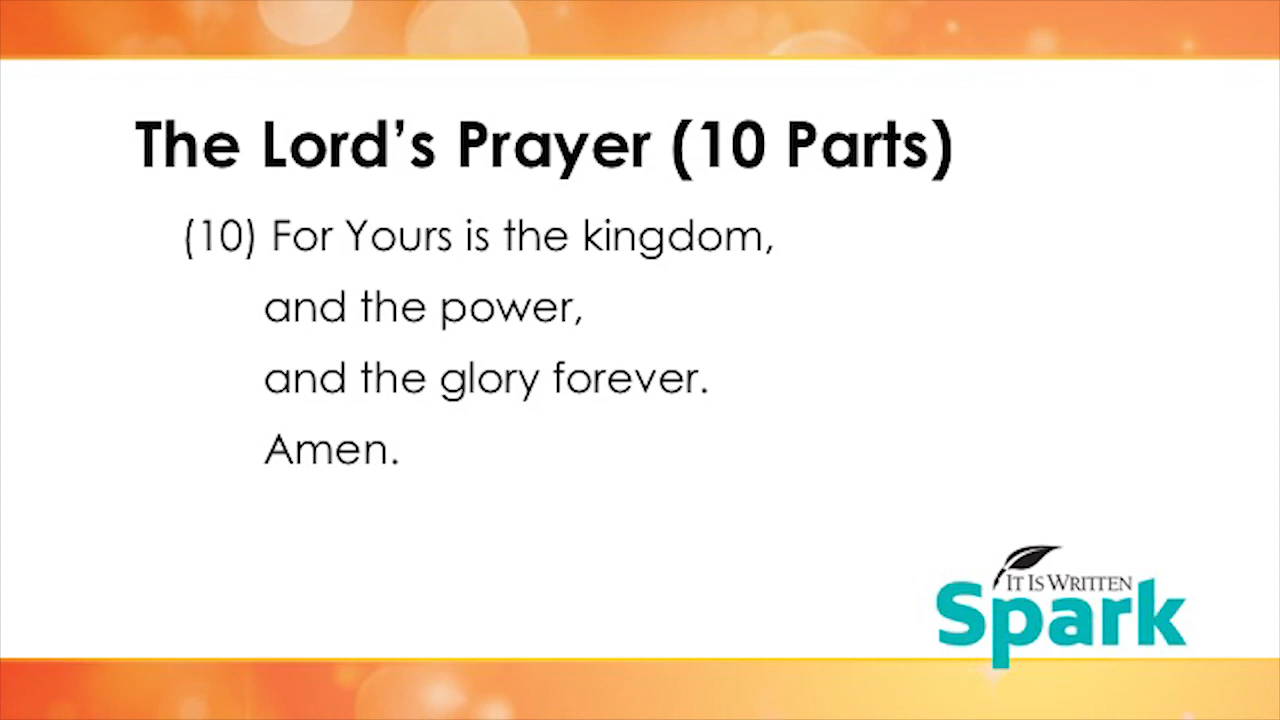 The Lord’s Prayer (10 Parts)
(10) For Yours is the kingdom,
and the power,
and the glory forever.
Amen.
IT IS WRITTEN
Spark